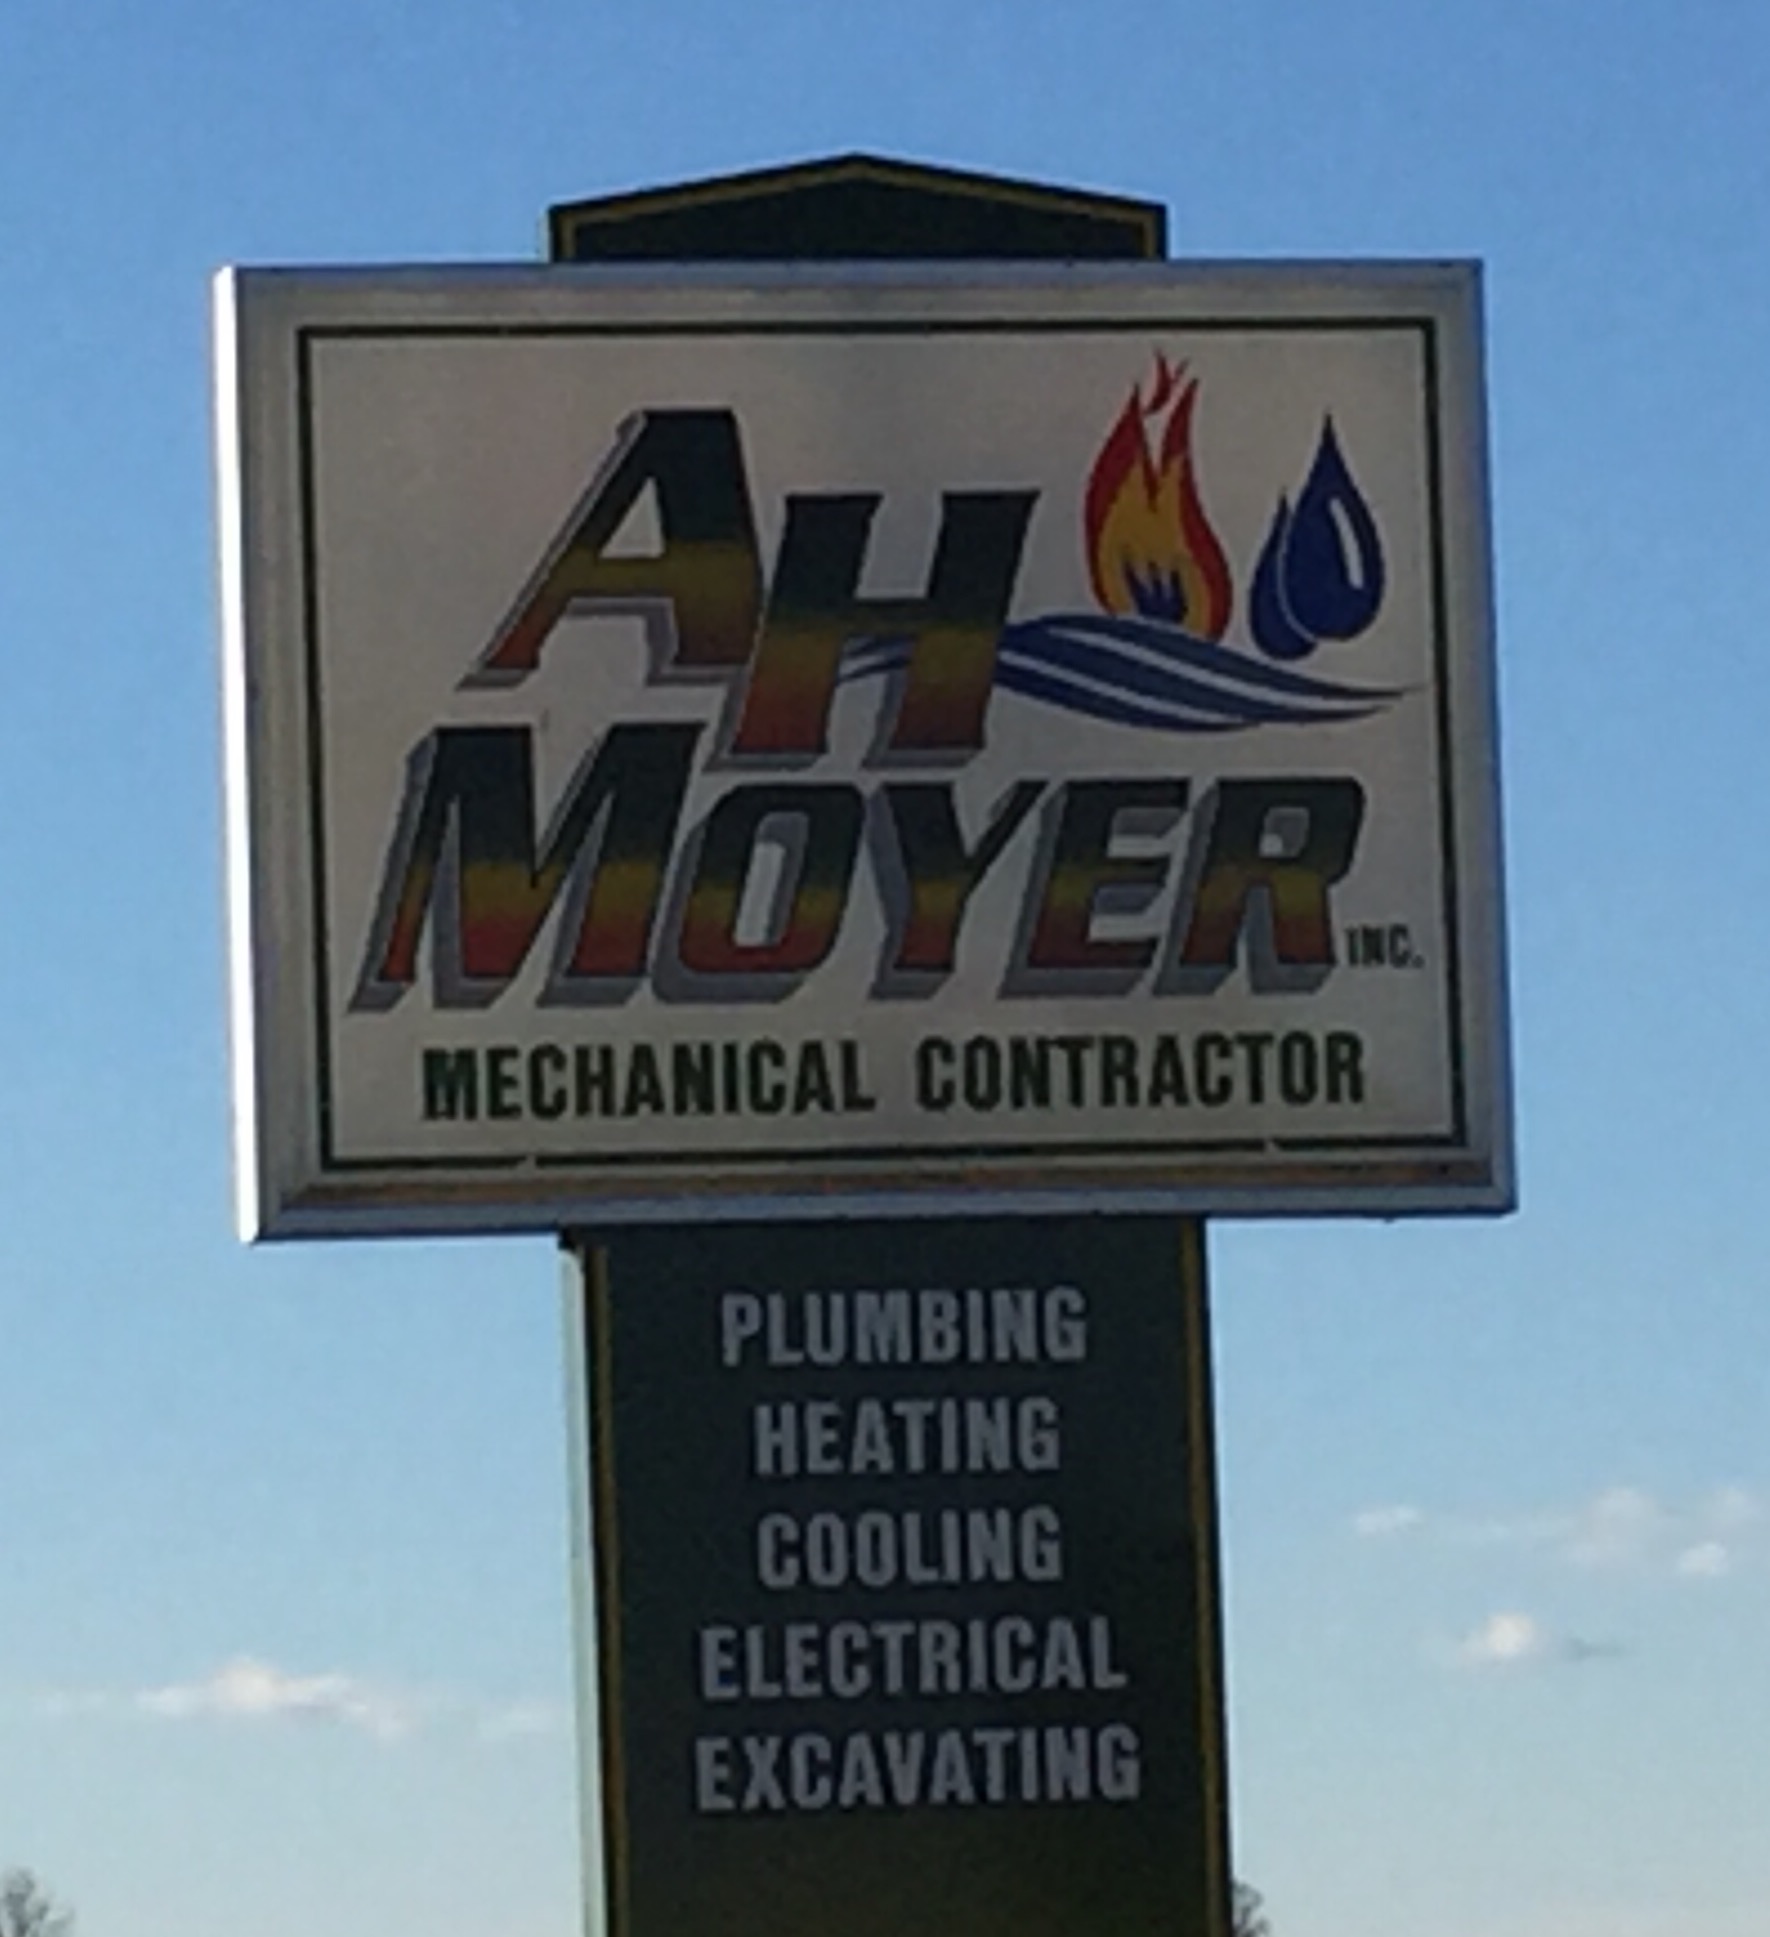 AH
MOYER INC.
MECHANICAL CONTRACTOR
PLUMBING
HEATING
COOLING
ELECTRICAL
EXCAVATING